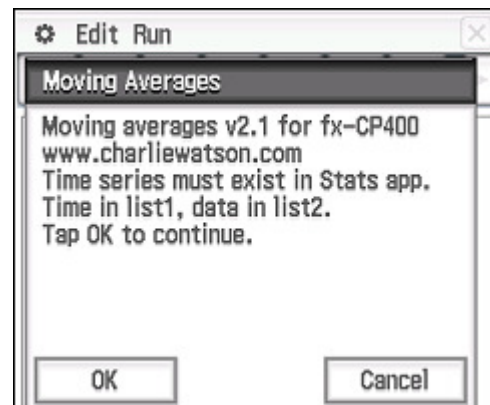 Edit Run
Moving Averages
Moving averages v2.1 for fx-CP400
www.charliewatson.com
Time series must exist in Stats app.
Time in list1, data in list2.
Tap OK to continue.
OK Cancel